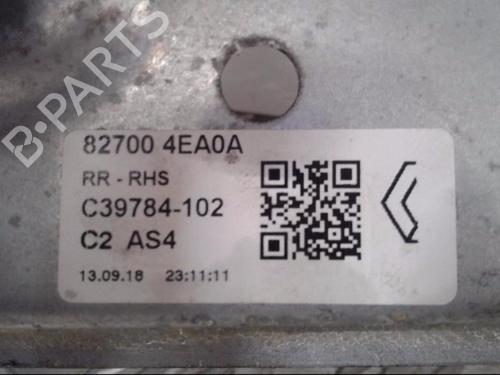 B-PARTS
82700 4EA0A
RR - RHS
C39784-102
C2 AS4
13.09.18 23:11:11